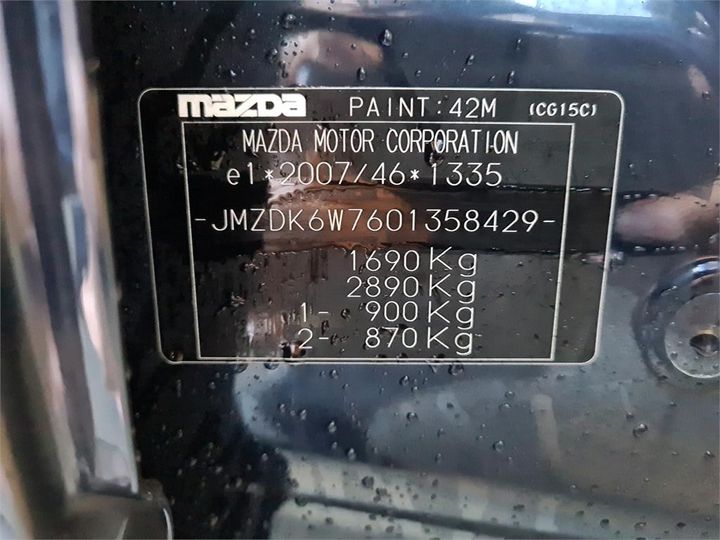 mazda PAINT:42M (CG15C)
MAZDA MOTOR CORPORATION
e1*2007/46*1335
-JMZDK6W7601358429-
1690Kg
2890Kg
1- 900Kg
2- 870Kg